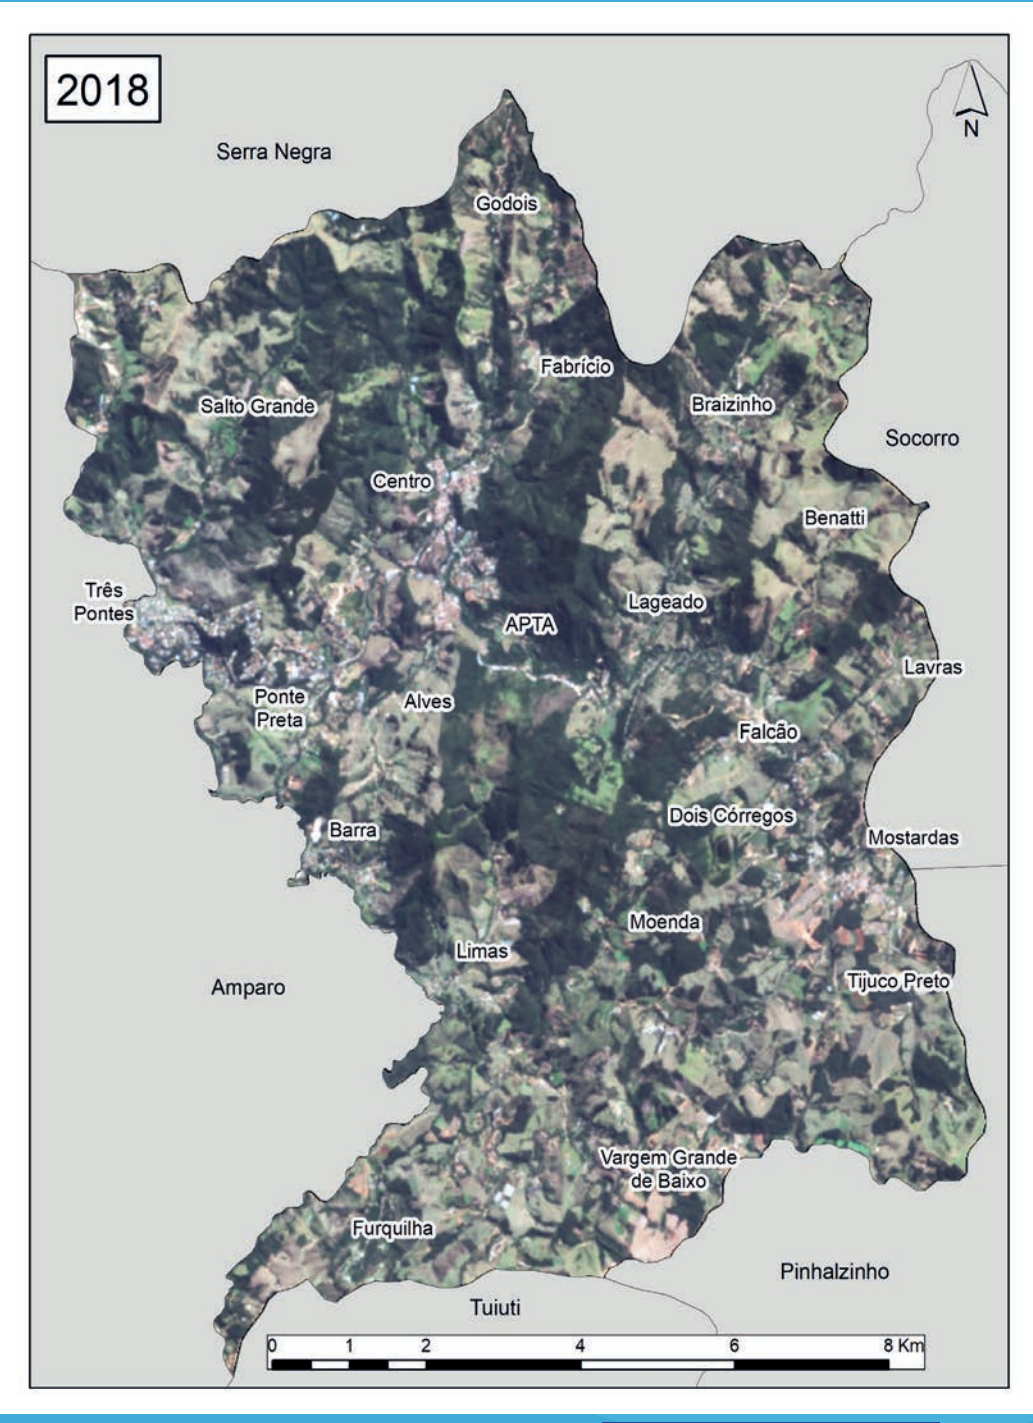 2018
N
Serra Negra
Godois
Fabrício
Salto Grande
Braizinho
Socorro
Centro
Benatti
Três
Pontes
Lageado
APTA
Lavras
Ponte
Preta
Alves
Falcão
Dois Córregos
Barra
Mostardas
Moenda
Limas
Tijuco Preto
Amparo
Vargem Grande
de Baixo
Furquilha
Pinhalzinho
Tuiuti
0 1 2 4 6 8 Km